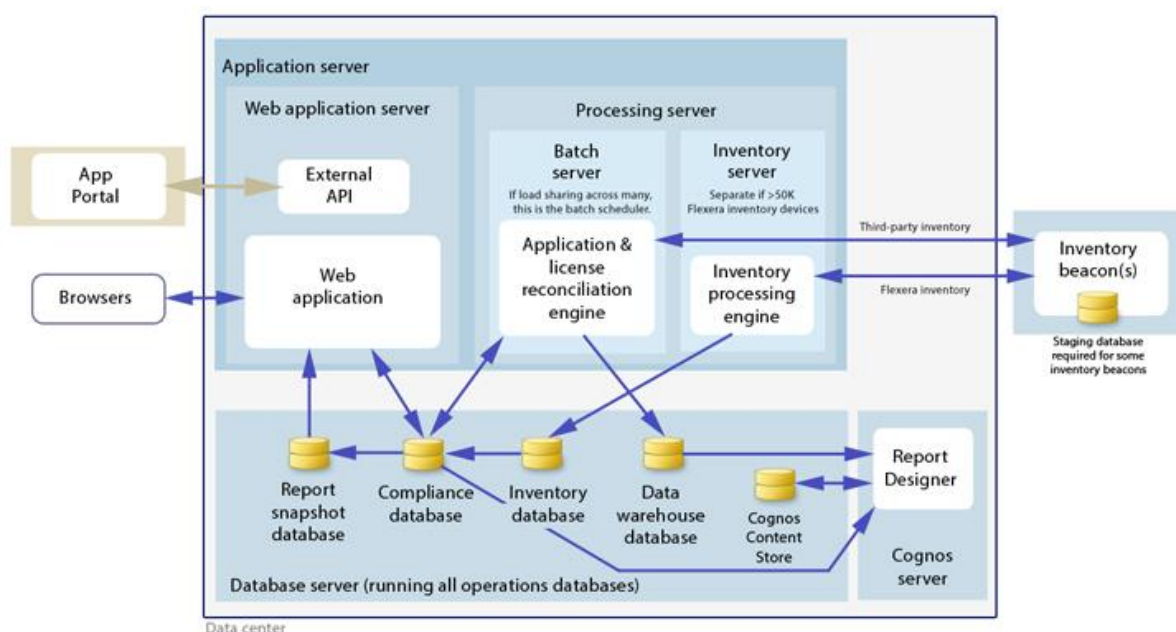 Application server
Web application server
Processing server
App
Portal
External
API
Batch
server
If load sharing across many,
this is the batch scheduler.
Inventory
server
Separate if >50K
Flexera inventory devices
Third-party inventory
Browsers
Web
application
Application &
license
reconciliation
engine
Inventory
processing
engine
Flexera inventory
Inventory
beacon(s)
Staging database
required for some
inventory beacons
Report
snapshot
database
Compliance
database
Inventory
database
Data
warehouse
database
Cognos
Content
Store
Report
Designer
Cognos
server
Database server (running all operations databases)
Data center